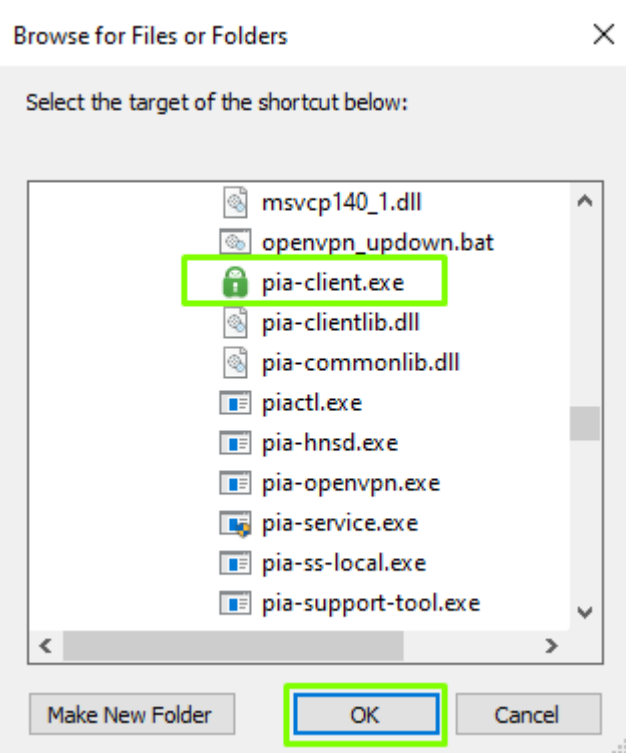 Browse for Files or Folders
Select the target of the shortcut below:
msvcp140_1.dll
openvpn_updown.bat
pia-client.exe
pia-clientlib.dll
pia-commonlib.dll
piactl.exe
pia-hnsd.exe
pia-openvpn.exe
pia-service.exe
pia-ss-local.exe
pia-support-tool.exe
Make New Folder OK Cancel